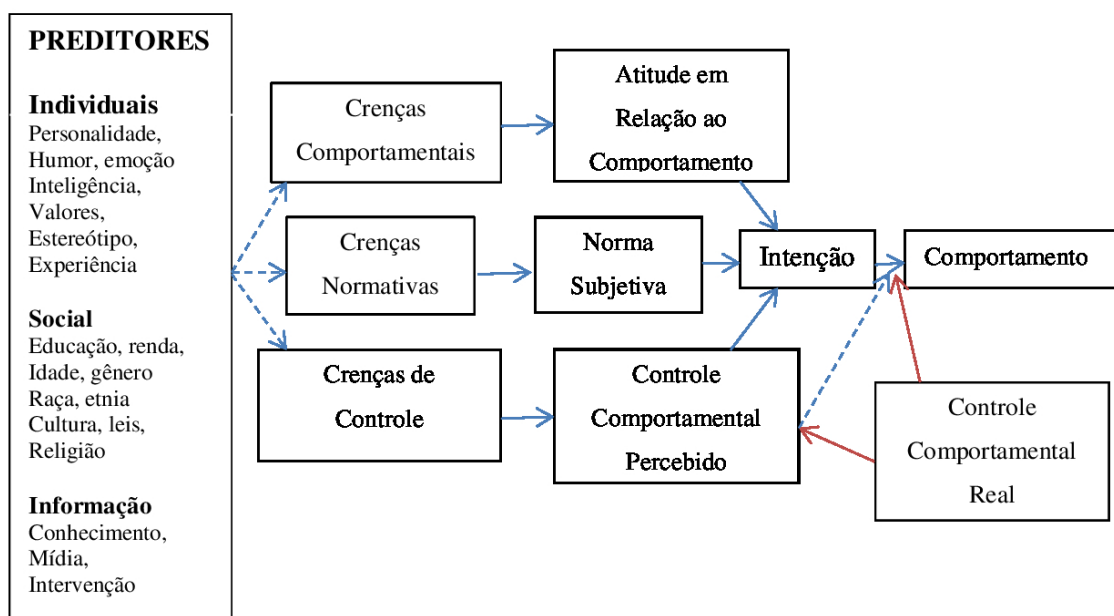 PREDITORES
Individuais
Personalidade,
Humor, emoção
Inteligência,
Valores,
Estereótipo,
Experiência
Social
Educação, renda,
Idade, gênero
Raça, etnia
Cultura, leis,
Religião
Informação
Conhecimento,
Mídia,
Intervenção
Crenças
Comportamentais
Atitude em
Relação ao
Comportamento
Crenças
Normativas
Norma
Subjetiva
Intenção
Comportamento
Crenças de
Controle
Controle
Comportamental
Percebido
Controle
Comportamental
Real